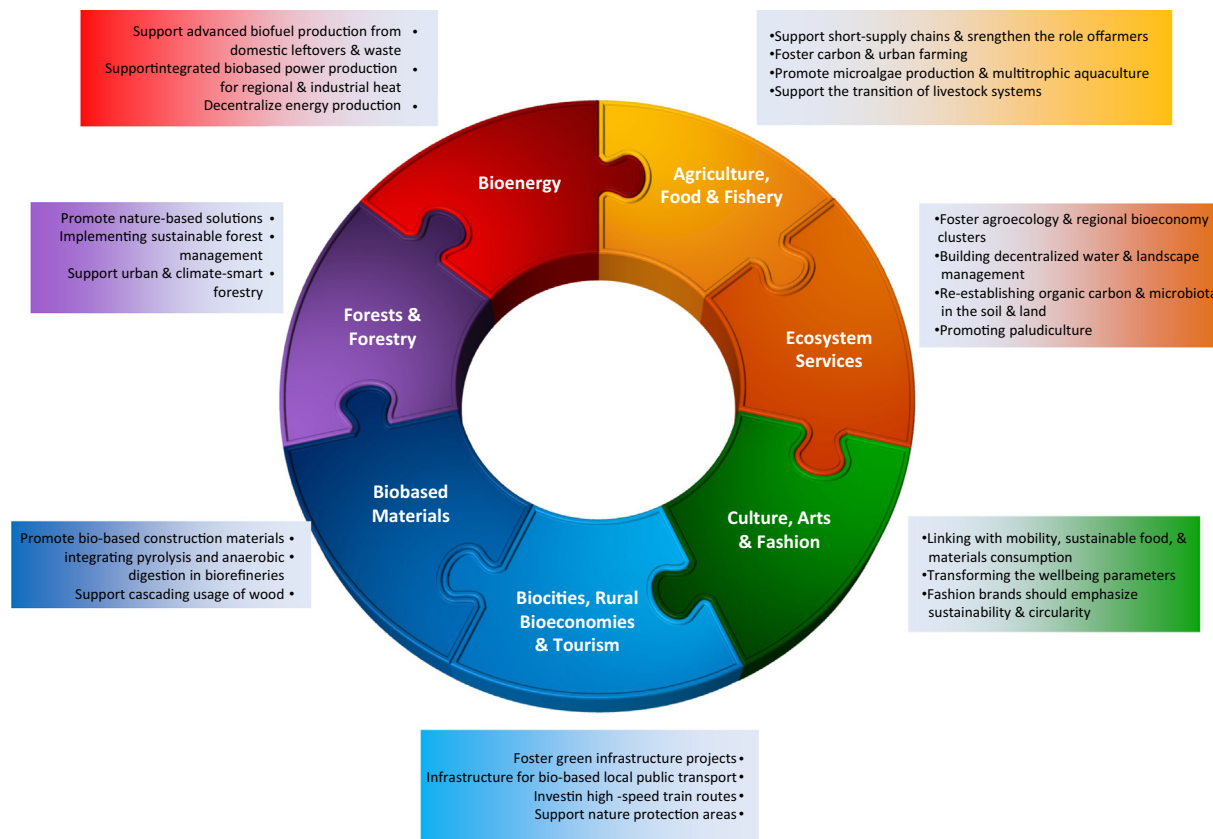 Support advanced biofuel production from •
domestic leftovers & waste
Supportintegrated biobased power production •
for regional & industrial heat
Decentralize energy production •
•Support short-supply chains & srengthen the role offarmers
•Foster carbon & urban farming
•Promote microalgae production & multitrophic aquaculture
•Support the transition of livestock systems
Bioenergy
Agriculture,
Food & Fishery
Promote nature-based solutions •
Implementing sustainable forest •
management
Support urban & climate-smart •
forestry
•Foster agroecology & regional bioeconomy
clusters
•Building decentralized water & landscape
management
•Re-establishing organic carbon & microbiota
in the soil & land
•Promoting paludiculture
Forests &
Forestry
Ecosystem
Services
Biobased
Materials
Culture, Arts
& Fashion
Promote bio-based construction materials •
integrating pyrolysis and anaerobic •
digestion in biorefineries
Support cascading usage of wood •
•Linking with mobility, sustainable food, &
materials consumption
•Transforming the wellbeing parameters
•Fashion brands should emphasize
sustainability & circularity
Biocities, Rural
Bioeconomies
& Tourism
Foster green infrastructure projects •
Infrastructure for bio-based local public transport •
Investin high -speed train routes •
Support nature protection areas •